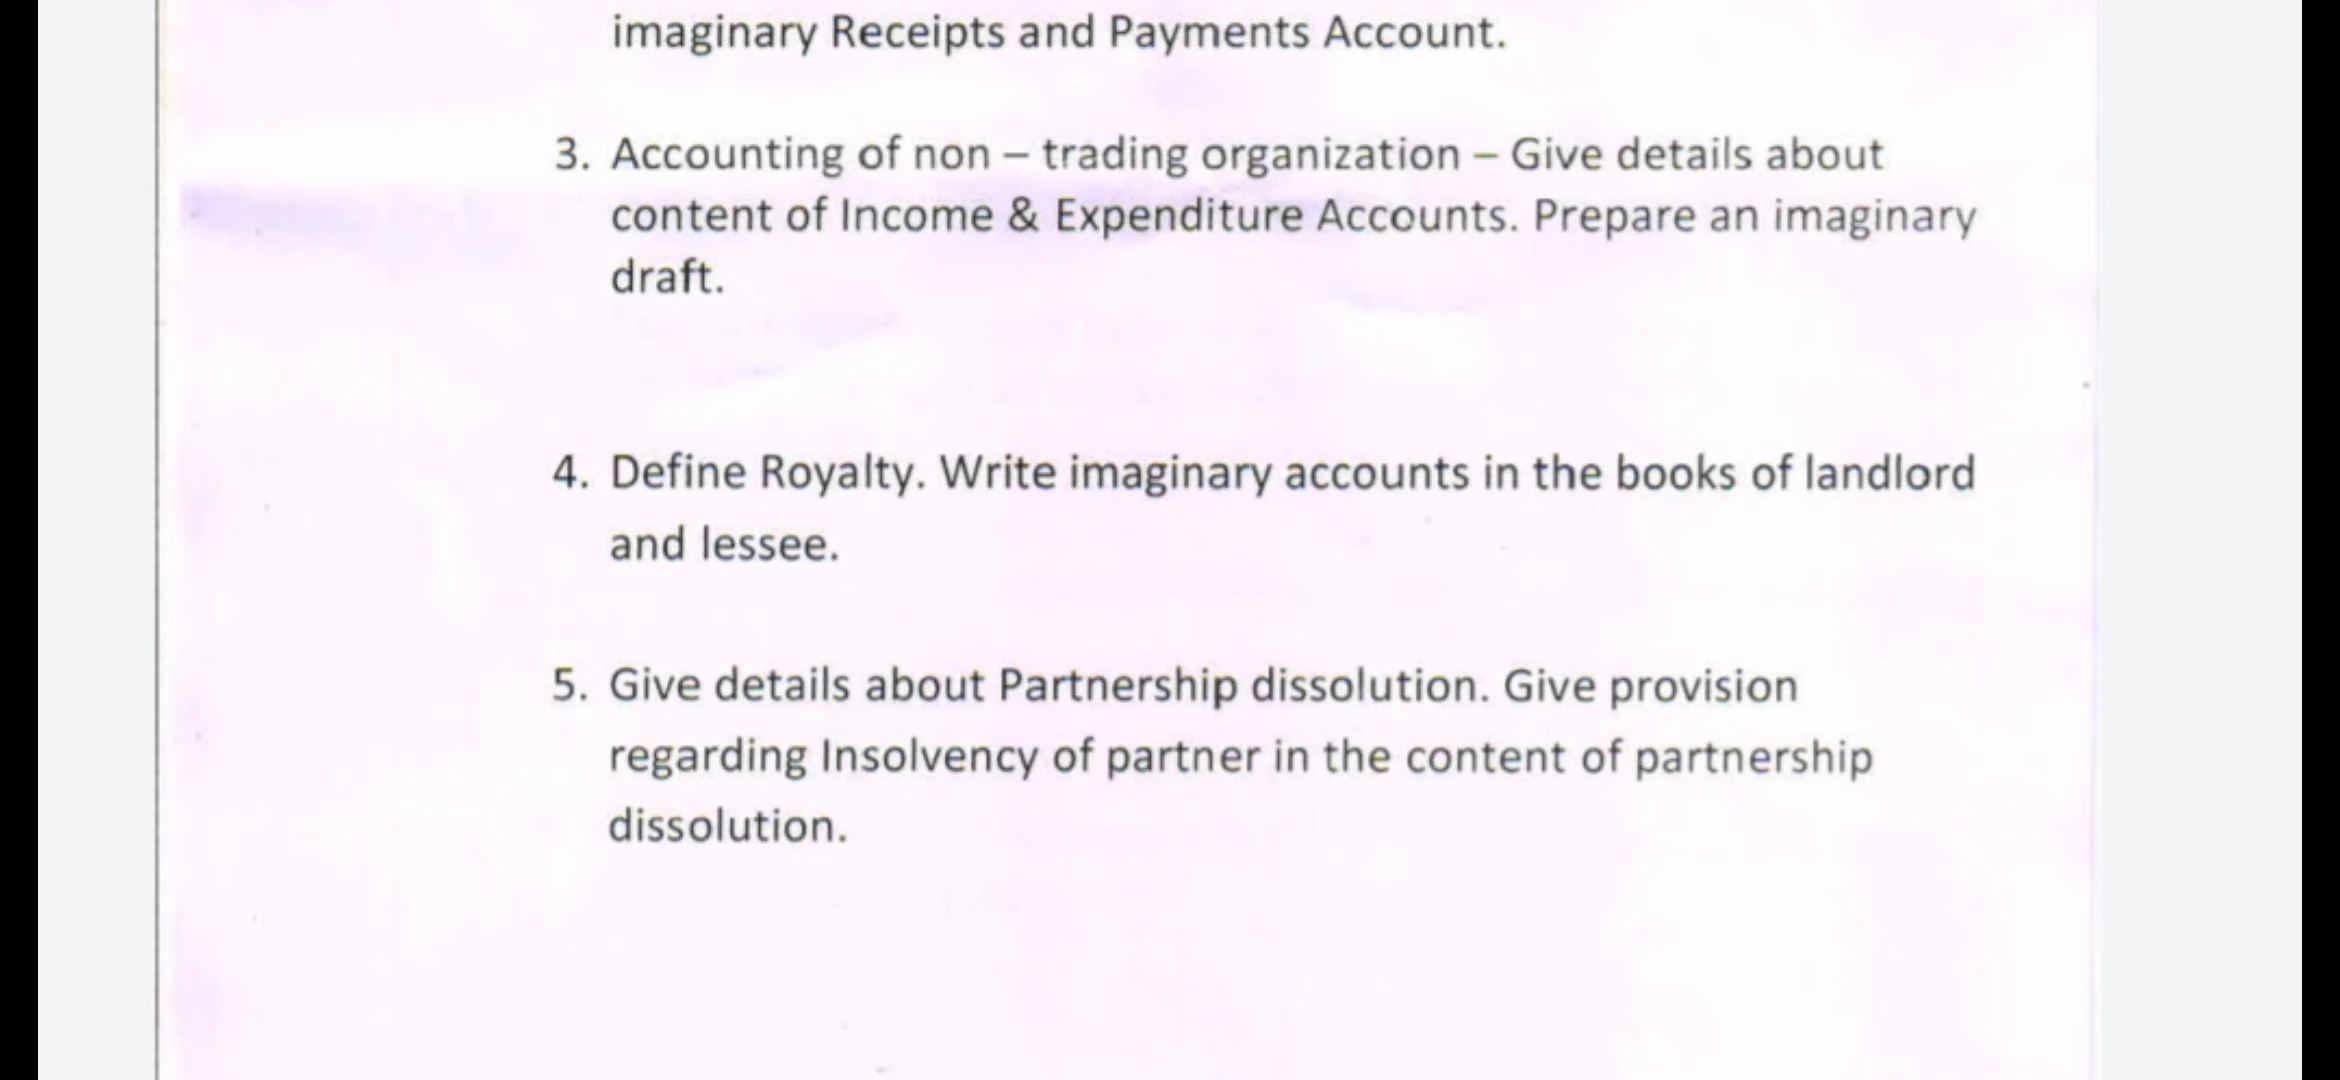 imaginary Receipts and Payments Account.
3. Accounting of non – trading organization – Give details about
content of Income & Expenditure Accounts. Prepare an imaginary
draft.
4. Define Royalty. Write imaginary accounts in the books of landlord
and lessee.
5. Give details about Partnership dissolution. Give provision
regarding Insolvency of partner in the content of partnership
dissolution.